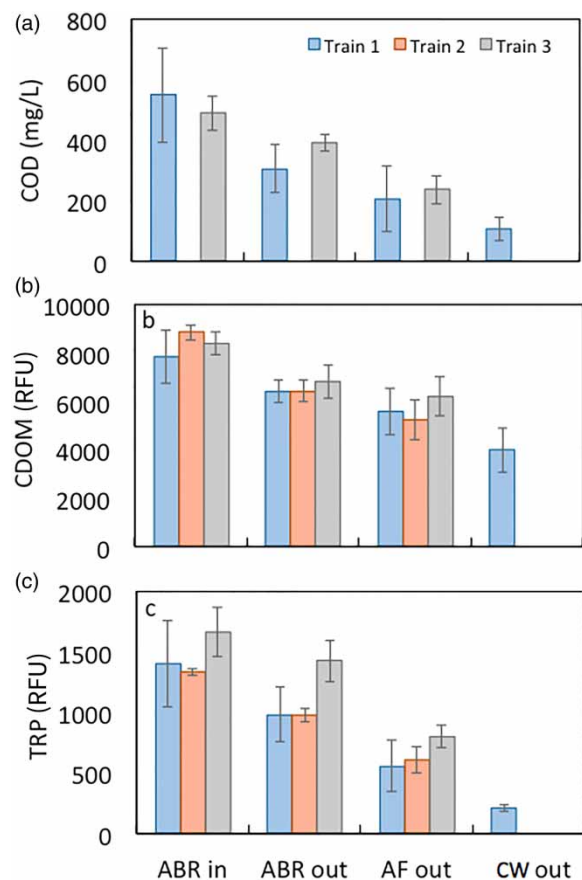 (a)
800
Train 1 Train 2 Train 3
600
400
200
0
COD (mg/L)
(b)
b
10000
8000
6000
4000
2000
0
CDOM (RFU)
(c)
c
2000
1500
1000
500
0
TRP (RFU)
ABR in ABR out AF out CW out